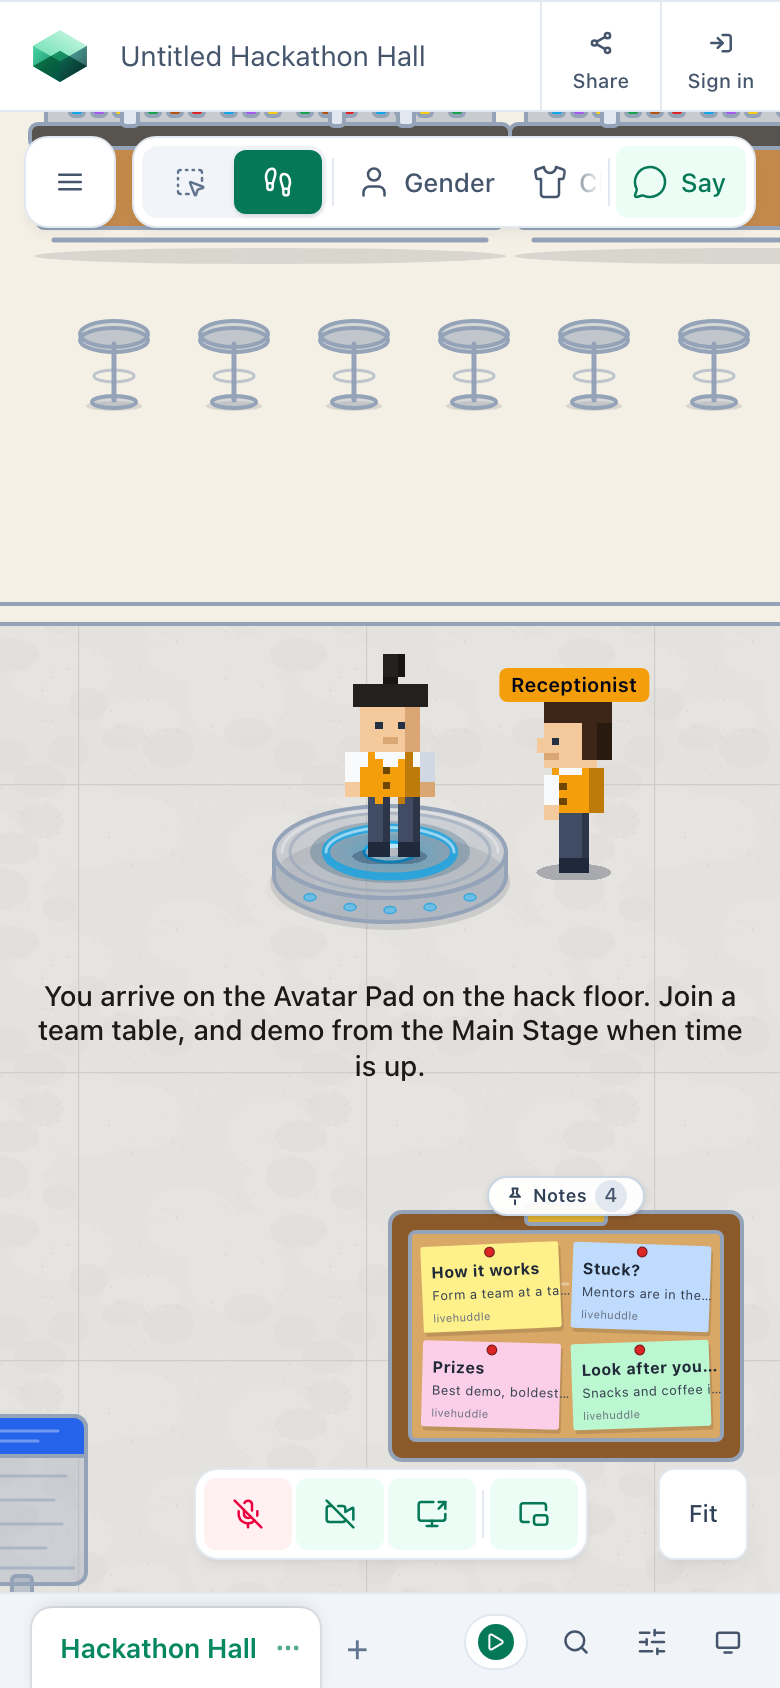 Untitled Hackathon Hall
Share
Sign in
Gender
C
Say
Receptionist
You arrive on the Avatar Pad on the hack floor. Join a
team table, and demo from the Main Stage when time
is up.
Notes 4
How it works
Form a team at a ta...
livehuddle
Stuck?
Mentors are in the...
livehuddle
Prizes
Best demo, boldest...
livehuddle
Look after you...
Snacks and coffee i...
livehuddle
Fit
Hackathon Hall